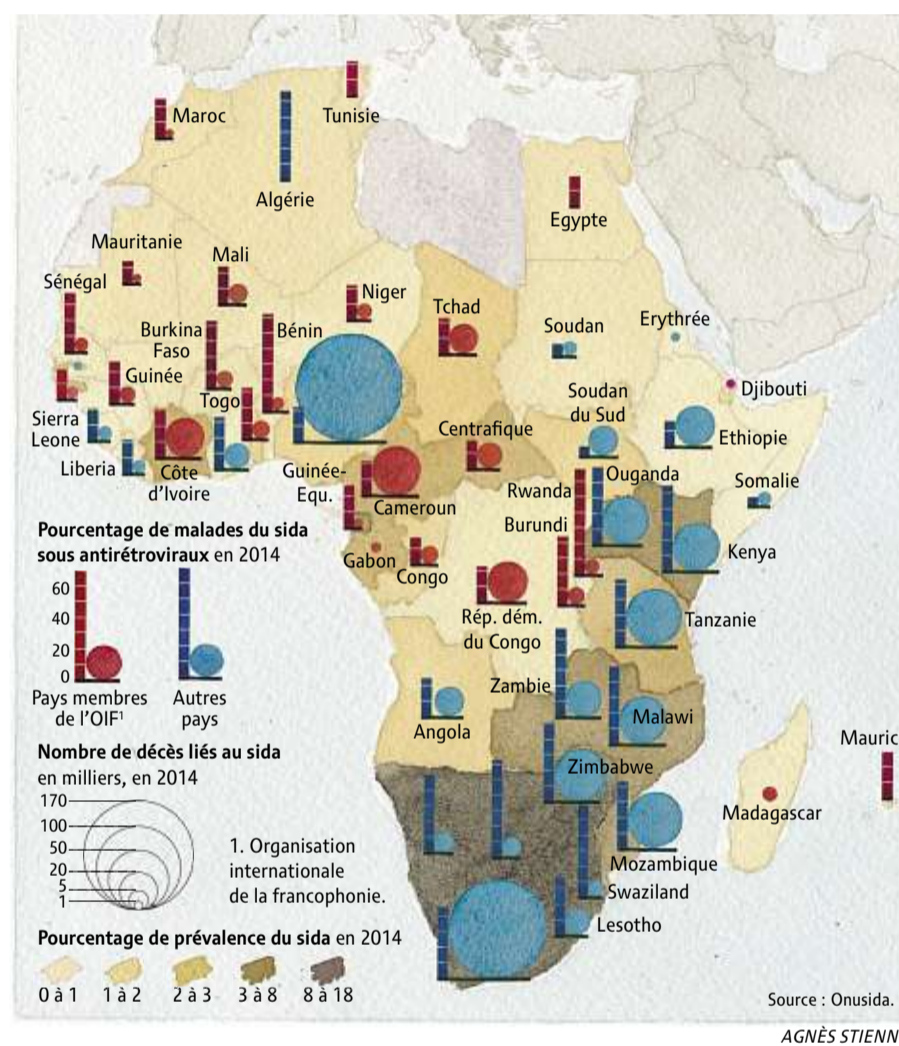 Maroc
Tunisie
Algérie
Egypte
Mauritanie
Mali
Sénégal
Niger
Tchad
Erythrée
Soudan
Burkina
Faso
Bénin
Guinée
Djibouti
Togo
Soudan
du Sud
Sierra
Leone
Centrafique
Ethiopie
Liberia
Côte
d'Ivoire
Guinée-
Equ.
Ouganda
Somalie
Rwanda
Cameroun
Burundi
Kenya
Gabon
Congo
Rép. dém.
du Congo
Tanzanie
Zambie
Malawi
Angola
Zimbabwe
Mauric
Madagascar
Mozambique
Swaziland
Lesotho
Pourcentage de malades du sida
sous antirétroviraux en 2014
60
40
20
0
Pays membres
de l'OIF¹
Autres
pays
Nombre de décès liés au sida
en milliers, en 2014
170
100
50
20
5
1
1. Organisation
internationale
de la francophonie.
Pourcentage de prévalence du sida en 2014
0 à 1
1 à 2
2 à 3
3 à 8
8 à 18
Source : Onusida.
AGNÈS STIENN